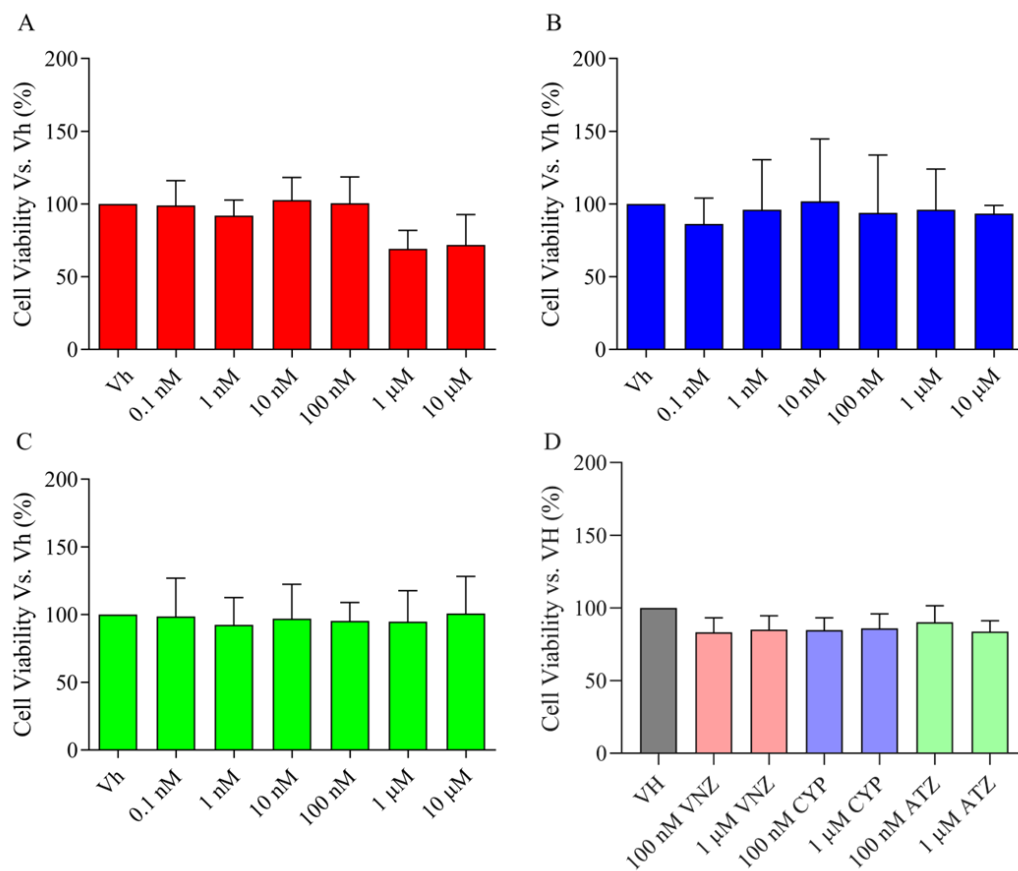 A
Cell Viability Vs. Vh (%)
200
150
100
50
0
Vh
0.1 nM
1 nM
10 nM
100 nM
1 μM
10 μM
B
Cell Viability Vs. Vh (%)
200
150
100
50
0
Vh
0.1 nM
1 nM
10 nM
100 nM
1 μM
10 μM
C
Cell Viability Vs. Vh (%)
200
150
100
50
0
Vh
0.1 nM
1 nM
10 nM
100 nM
1 μM
10 μM
D
Cell Viability vs. VH (%)
200
150
100
50
0
VH
100 nM VNZ
1 μM VNZ
100 nM CYP
1 μM CYP
100 nM ATZ
1 μM ATZ